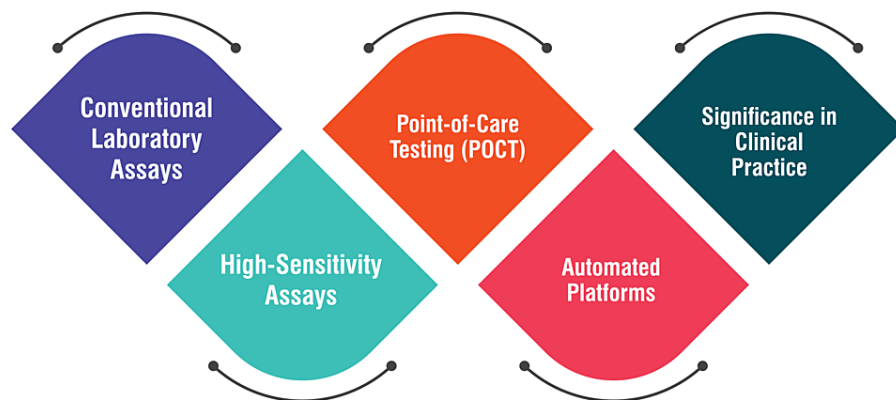 Conventional
Laboratory
Assays
High-Sensitivity
Assays
Point-of-Care
Testing (POCT)
Automated
Platforms
Significance in
Clinical
Practice